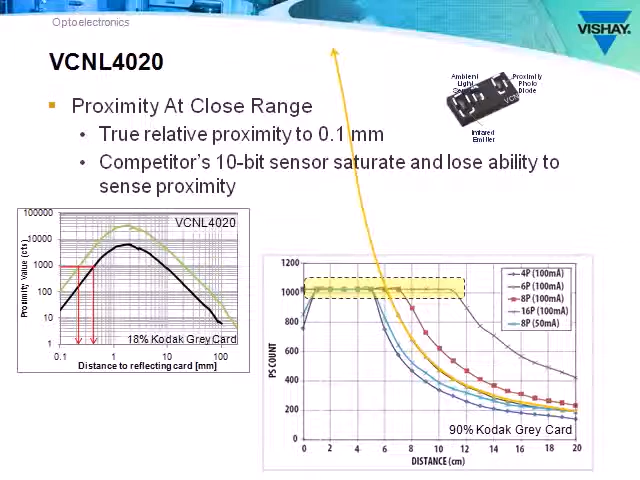 Optoelectronics
VISHAY.
VCNL4020
Proximity At Close Range
True relative proximity to 0.1 mm
Competitor's 10-bit sensor saturate and lose ability to
sense proximity
Ambient
Light
Proximity
Photo
Diode
VCN
Infrared
Emitter
100000
10000
1000
100
10
1
Proximity Value (cts)
VCNL4020
18% Kodak Grey Card
0.1 1 10 100
Distance to reflecting card [mm]
1200
1000
800
600
400
200
0
PS COUNT
4P (100mA)
6P (100mA)
8P (100mA)
16P (100mA)
8P (50mA)
90% Kodak Grey Card
0 2 4 6 8 10 12 14 16 18 20
DISTANCE (cm)